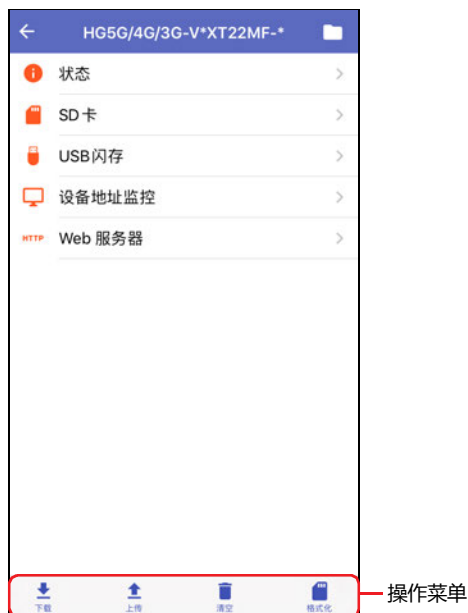 HG5G/4G/3G-V*XT22MF-*
状态
SD卡
USB闪存
设备地址监控
HTTP Web 服务器
下载 上传 清空 格式化
操作菜单